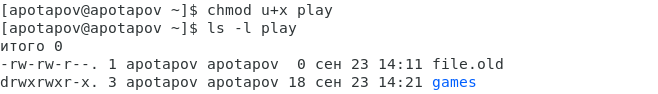 [apotapov@apotapov ~]$ chmod u+x play
[apotapov@apotapov ~]$ ls -l play
итого 0
-rw-rw-r--. 1 apotapov apotapov  0 сен 23 14:11 file.old
drwxrwxr-x. 3 apotapov apotapov 18 сен 23 14:21 games